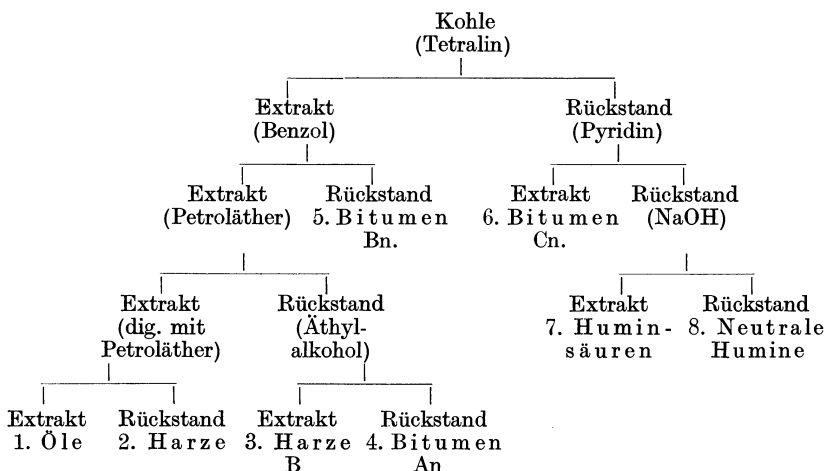 Kohle
(Tetralin)
Extrakt Rückstand
(Benzol) (Pyridin)
Extrakt Rückstand Extrakt Rückstand
(Petroläther) 5. Bitumen 6. Bitumen (NaOH)
Bn. Cn.
Extrakt Rückstand Extrakt Rückstand
(dig. mit (Äthyl- 7. Humin- 8. Neutrale
Petroläther) alkohol) säuren Humine
Extrakt Rückstand Extrakt Rückstand
1. Öle 2. Harze 3. Harze 4. Bitumen
B An